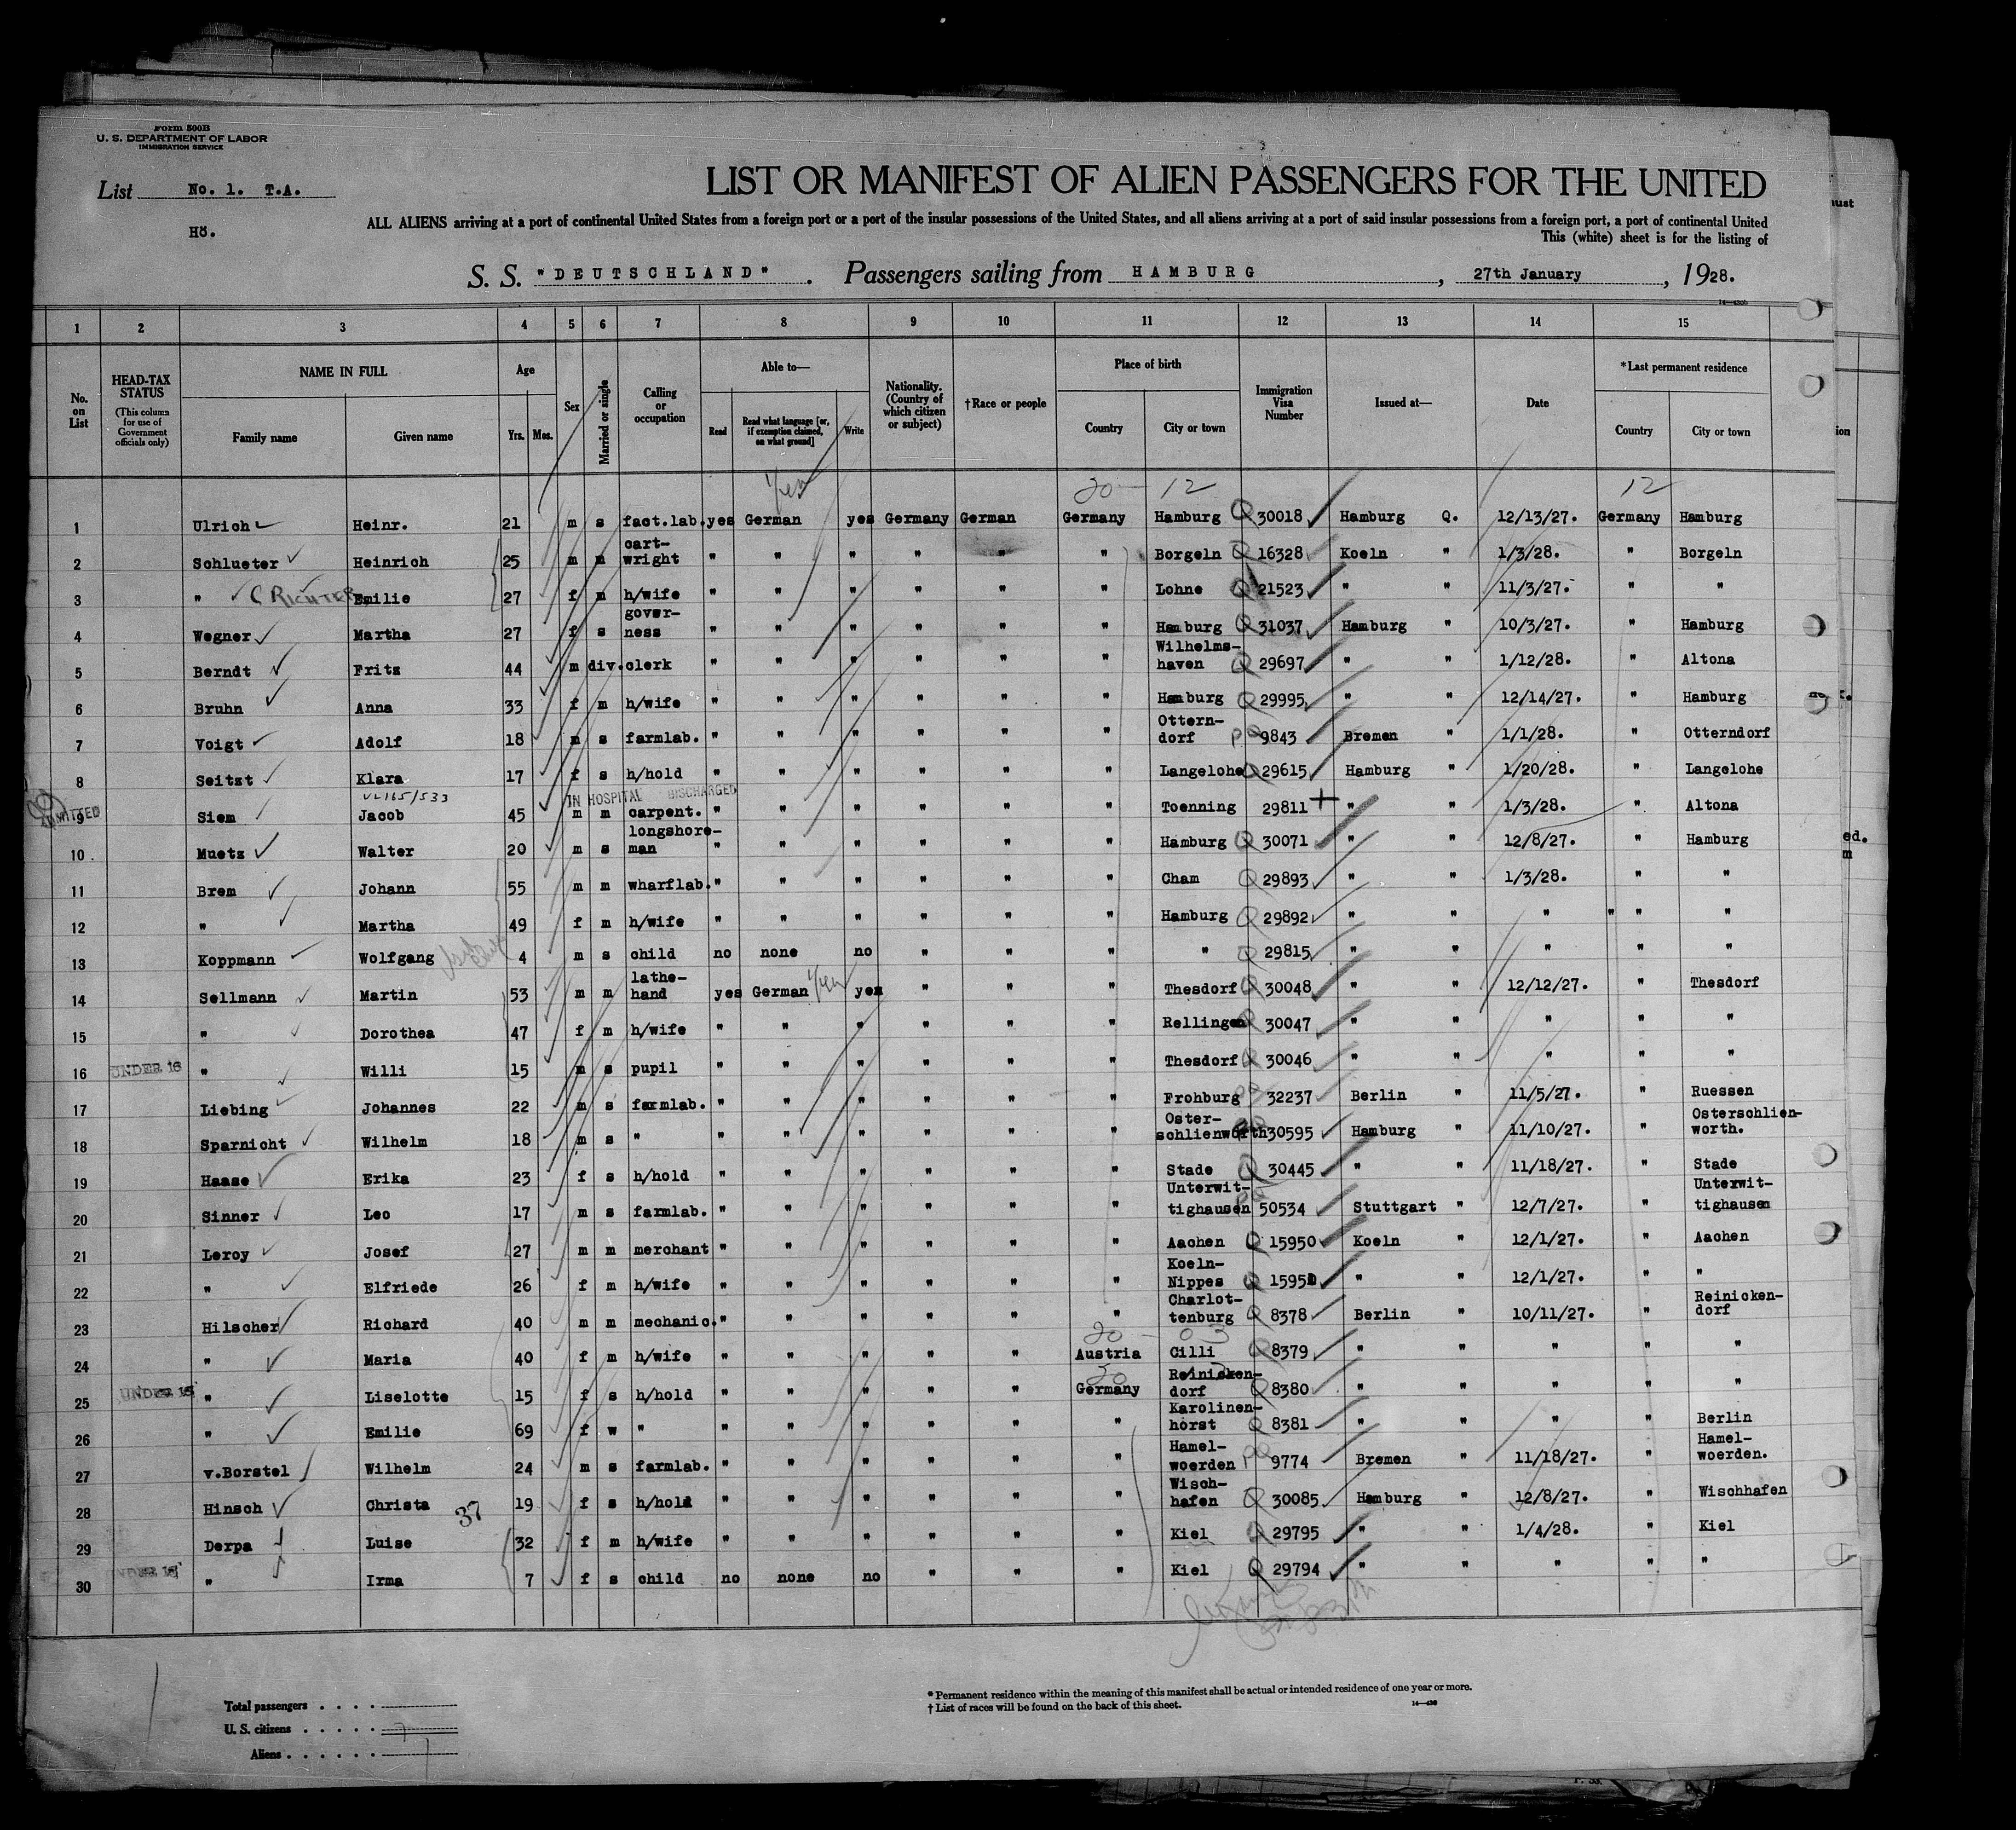 Form 500B
U. S. DEPARTMENT OF LABOR
IMMIGRATION SERVICE
List No. 1. T.A.
Hö.
LIST OR MANIFEST OF ALIEN PASSENGERS FOR THE UNITED
ALL ALIENS arriving at a port of continental United States from a foreign port or a port of the insular possessions of the United States, and all aliens arriving at a port of said insular possessions from a foreign port, a port of continental United
This (white) sheet is for the listing of
S. S. "DEUTSCHLAND". Passengers sailing from HAMBURG, 27th January, 1928.
1 2 3 4 5 6 7 8 9 10 11 12 13 14 15
No. on List
HEAD-TAX STATUS (This column for use of Government officials only)
NAME IN FULL Family name Given name
Age Yrs. Mos.
Sex
Married or single
Calling or occupation
Able to— Read Read what language [or, if exemption claimed, on what ground] Write
Nationality. (Country of which citizen or subject)
†Race or people
Place of birth Country City or town
Immigration Visa Number
Issued at—
Date
*Last permanent residence Country City or town
20 - 12 12
1 Ulrich Heinr. 21 m s fact.lab. yes German yes Germany German Germany Hamburg Q 30018 Hamburg Q. 12/13/27. Germany Hamburg
2 Schlueter Heinrich 25 m m cart-wright " " " " " " Borgeln Q 16328 Koeln " 1/3/28. " Borgeln
3 " (RICHTER Emilie 27 f m h/wife " " " " " " Lohne Q 21523 " " 11/3/27. " "
4 Wegner Martha 27 f s gover-ness " " " " " " Hamburg Q 31037 Hamburg " 10/3/27. " Hamburg
5 Berndt Fritz 44 m div. clerk " " " " " " Wilhelms-haven Q 29697 " " 1/12/28. " Altona
6 Bruhn Anna 33 f m h/wife " " " " " " Hamburg Q 29995 " " 12/14/27. " Hamburg
7 Voigt Adolf 18 m s farmlab. " " " " " " Ottern-dorf 9843 Bremen " 1/1/28. " Otterndorf
8 Seitzt Klara 17 f s h/hold " " " " " " Langelohe Q 29615 Hamburg " 1/20/28. " Langelohe
VL165/533 IN HOSPITAL DISCHARGED
ADMITTED
9 Siem Jacob 45 m m carpent. " " " " " " Toenning 29811 " " 1/3/28. " Altona
10 Muetz Walter 20 m s longshore-man " " " " " " Hamburg Q 30071 " " 12/8/27. " Hamburg
11 Brem Johann 55 m m wharflab. " " " " " " Cham Q 29893 " " 1/3/28. " "
12 " Martha 49 f m h/wife " " " " " " Hamburg Q 29892 " " " " " "
13 Koppmann Wolfgang 4 m s child no none no " " " " Q 29815 " " " " "
14 Sellmann Martin 53 m m lathe-hand yes German yes " " " Thesdorf Q 30048 " " 12/12/27. " Thesdorf
15 " Dorothea 47 f m h/wife " " " " " " Rellingen 30047 " " " " "
16 UNDER 16 " Willi 15 m s pupil " " " " " " Thesdorf Q 30046 " " " " "
17 Liebing Johannes 22 m s farmlab. " " " " " " Frohburg 32237 Berlin " 11/5/27. " Ruessen
18 Sparnicht Wilhelm 18 m s " " " " " " " Oster-schlienworth 30595 Hamburg " 11/10/27. " Osterschlien-worth.
19 Haase Erika 23 f s h/hold " " " " " " Stade Q 30445 " " 11/18/27. " Stade
20 Sinner Leo 17 m s farmlab. " " " " " " Unterwit-tighausen 50534 Stuttgart " 12/7/27. " Unterwit-tighausen
21 Leroy Josef 27 m m merchant " " " " " " Aachen Q 15950 Koeln " 12/1/27. " Aachen
22 " Elfriede 26 f m h/wife " " " " " " Koeln-Nippes Q 15951 " " 12/1/27. " "
23 Hilscher Richard 40 m m mechanic. " " " " " " Charlot-tenburg Q 8378 Berlin " 10/11/27. " Reinicken-dorf
20 - 03
24 " Maria 40 f m h/wife " " " " " Austria Cilli Q 8379 " " " " "
25 UNDER 16 " Liselotte 15 f s h/hold " " " " " Germany Reinicken-dorf Q 8380 " " " " "
26 " Emilie 69 f w " " " " " " " Karolinen-horst Q 8381 " " " " Berlin
27 v.Borstel Wilhelm 24 m s farmlab. " " " " " " Hamel-woerden 9774 Bremen " 11/18/27. " Hamel-woerden.
28 Hinsch Christa 37 19 f s h/hold " " " " " " Wisch-hafen Q 30085 Hamburg " 12/8/27. " Wischhafen
29 Derpa Luise 32 f m h/wife " " " " " " Kiel Q 29795 " " 1/4/28. " Kiel
30 UNDER 16 " Irma 7 f s child no none no " " " Kiel Q 29794 " " " " "
Total passengers . . . .
U. S. citizens . . . . .
Aliens . . . . . .
* Permanent residence within the meaning of this manifest shall be actual or intended residence of one year or more.
† List of races will be found on the back of this sheet.